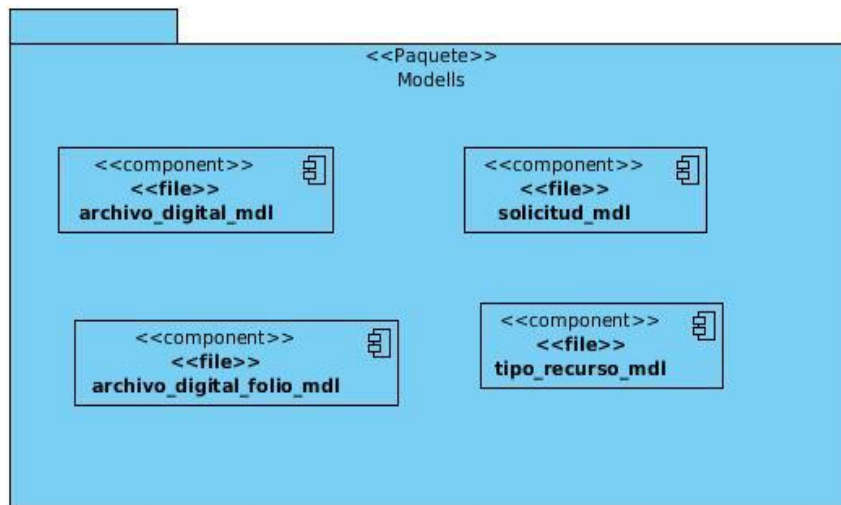 <<Paquete>>
Modells
<<component>>
<<file>>
archivo_digital_mdl
<<component>>
<<file>>
solicitud_mdl
<<component>>
<<file>>
archivo_digital_folio_mdl
<<component>>
<<file>>
tipo_recurso_mdl